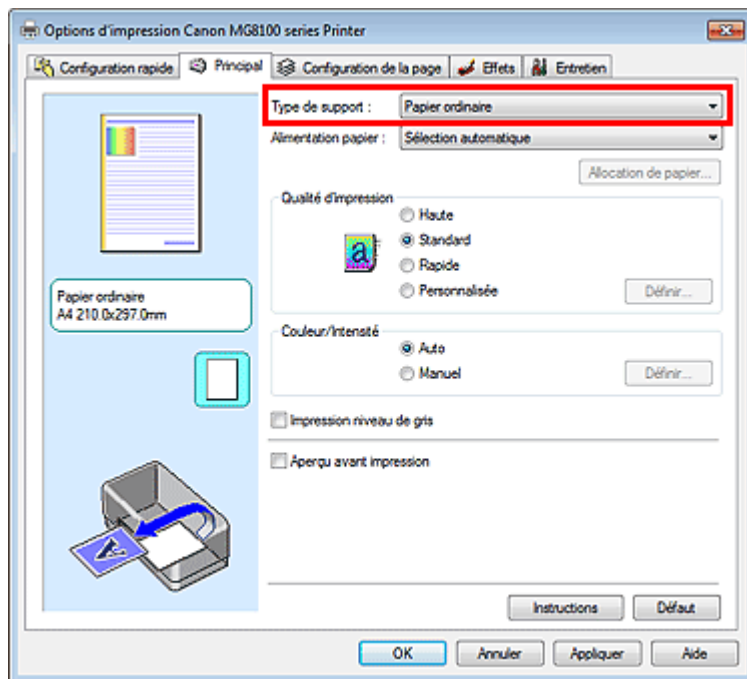 Options d'impression Canon MG8100 series Printer
Configuration rapide Principal Configuration de la page Effets Entretien
Type de support : Papier ordinaire
Alimentation papier : Sélection automatique
Allocation de papier...
Qualité d'impression
Haute
a
Standard
Rapide
Personnalisée Définir...
Papier ordinaire
A4 210.0x297.0mm
Couleur/Intensité
Auto
Manuel Définir...
Impression niveau de gris
Aperçu avant impression
A
Instructions Défaut
OK Annuler Appliquer Aide